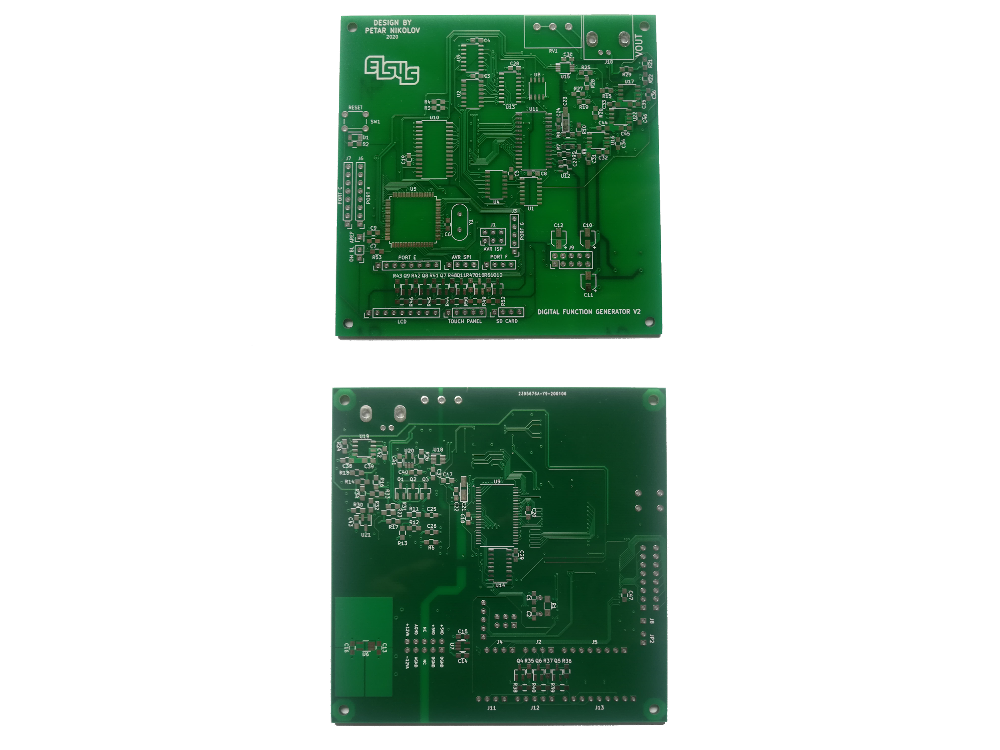 DESIGN BY
PETAR NIKOLOV
2020
ELSYS
RV1
J10
VOUT
C4
U3
C3
U2
C28
U13
U8
C30
U15
R25
R28
R27
R19
R20
R29
R21
R22
U17
R15
C33
C35
C36
U22
C46
C44
C45
R4
R3
U10
U11
C23
C24
R9
R10
U16
C34
R7
R5
R8
C31
C32
C27
U12
RESET
SW1
D1
R2
C19
J7 J6
PORT C
PORT A
U5
C8
U4
U1
J3
PORT G
C6
Y1
J1
AVR ISP
C9
AREF
C7
ON BL
R53
C12
C10
+
J9
+
PORT E
AVR SPI
PORT F
R43 Q9 R42 Q8 R41 Q7 R48 Q11 R47 Q10 R51 Q12
R46
R45
R44
R50
R49
R52
C11
+
LCD
TOUCH PANEL
SD CARD
DIGITAL FUNCTION GENERATOR V2
2395676A-Y9-200106
U19
R24
C42
C38
C39
U20
R26
C41
C40
U18
C37
C17
R14
R16
R34
R33
Q1 Q2 Q3
R30
R32
R31
R23
R11
C25
C43
R17
R12
C26
U21
R13
R6
C22
C21
C18
U9
C20
C29
U14
C1
R1
C2
C47
J8
JP2
+12VA
AGND
NC
+5VD
+5VD
-12VA
AGND
NC
DGND
DGND
C16
U6
C13
C15
U7
C14
J4
J2
J5
Q4 R35 Q6 R37 Q5 R36
R38
R40
R39
J11
J12
J13